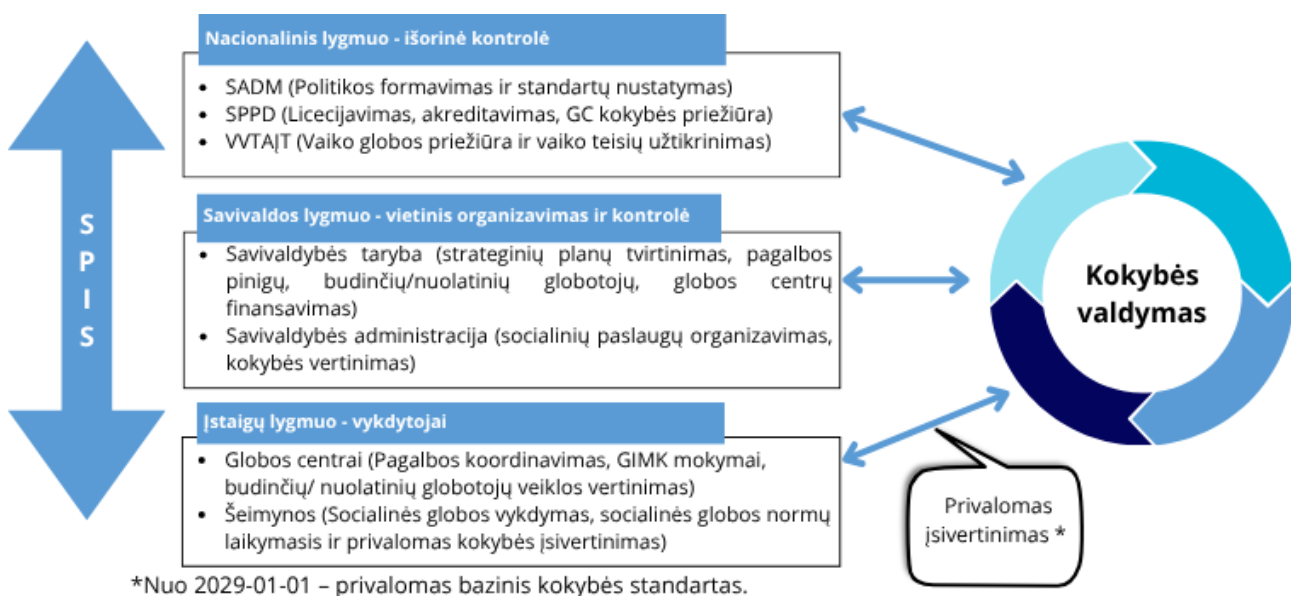 Nacionalinis lygmuo - išorinė kontrolė
• SADM (Politikos formavimas ir standartų nustatymas)
• SPPD (Licecijavimas, akreditavimas, GC kokybės priežiūra)
• VVTAĮT (Vaiko globos priežiūra ir vaiko teisių užtikrinimas)
S
P
I
S
Savivaldos lygmuo - vietinis organizavimas ir kontrolė
• Savivaldybės taryba (strateginių planų tvirtinimas, pagalbos
pinigų, budinčių/nuolatinių globotojų, globos centrų
finansavimas)
• Savivaldybės administracija (socialinių paslaugų organizavimas,
kokybės vertinimas)
Kokybės
valdymas
Įstaigų lygmuo - vykdytojai
• Globos centrai (Pagalbos koordinavimas, GIMK mokymai,
budinčių/ nuolatinių globotojų veiklos vertinimas)
• Šeimynos (Socialinės globos vykdymas, socialinės globos normų
laikymasis ir privalomas kokybės įsivertinimas)
Privalomas
įsivertinimas *
*Nuo 2029-01-01 – privalomas bazinis kokybės standartas.